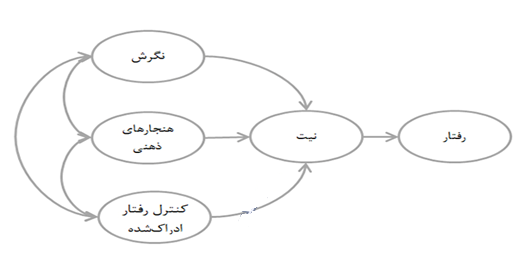 نگرش
هنجارهای
ذهنی
نیت
رفتار
کنترل رفتار
ادراک‌شده